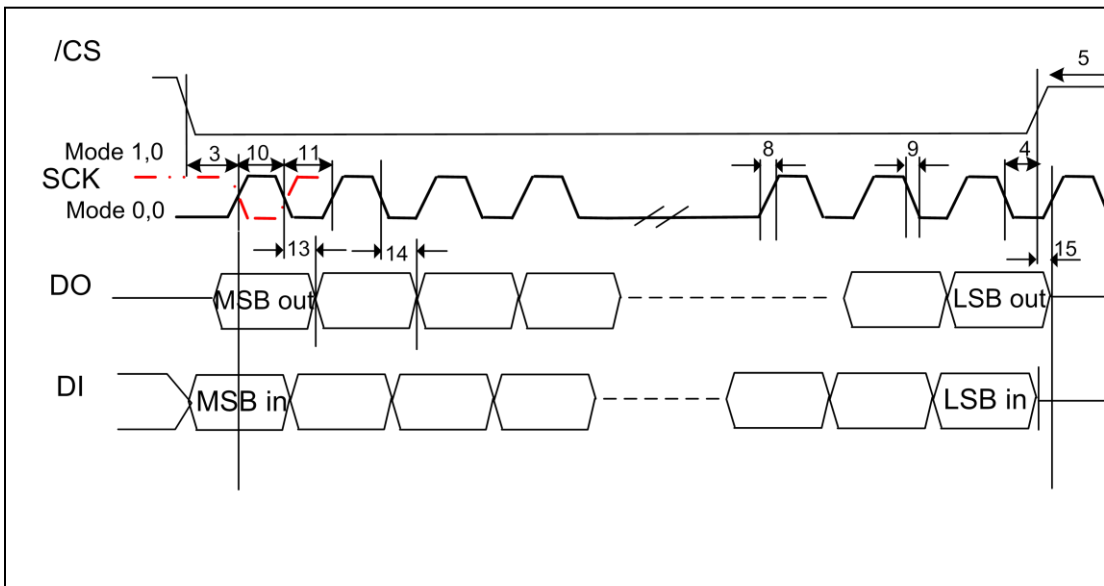 /CS
5
Mode 1,0
3
10
11
8
9
4
SCK
Mode 0,0
13
14
15
DO
MSB out
LSB out
DI
MSB in
LSB in